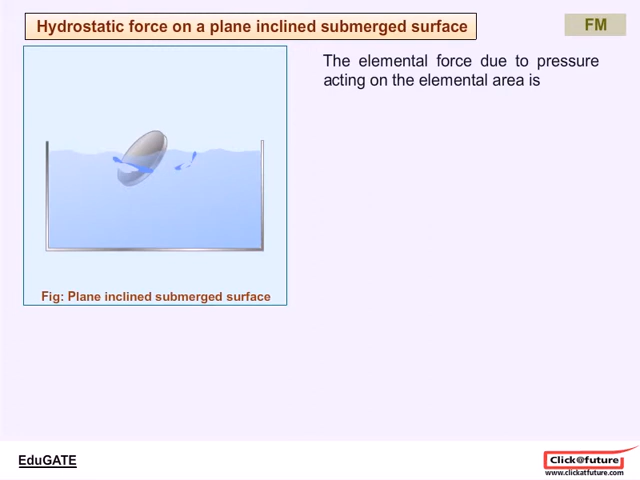 Hydrostatic force on a plane inclined submerged surface
FM
The elemental force due to pressure
acting on the elemental area is
Fig: Plane inclined submerged surface
EduGATE
Click@future
www.clickatfuture.com